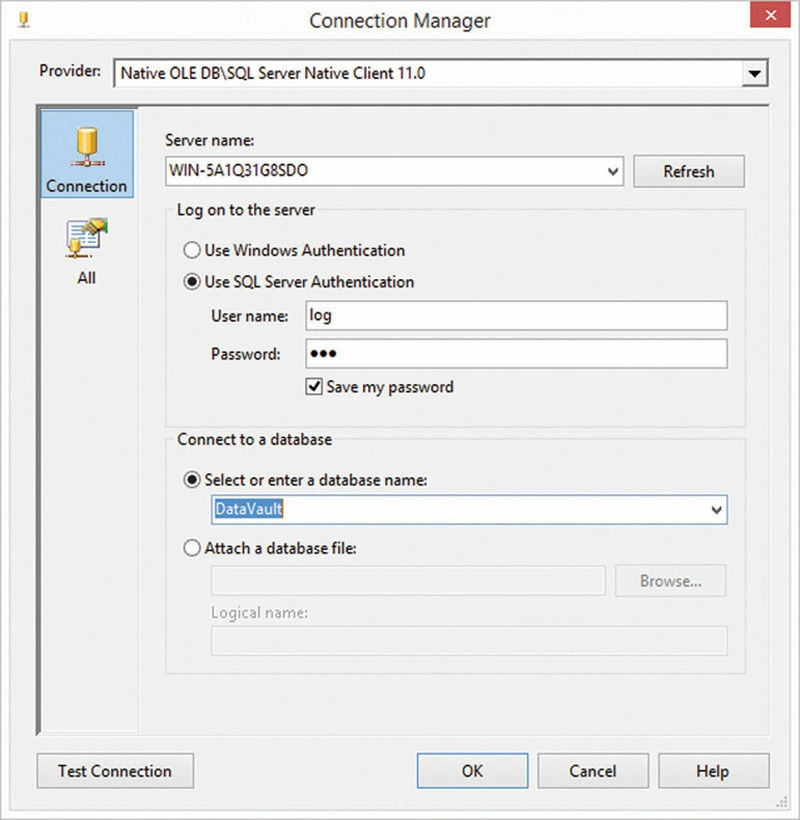 Connection Manager
Provider: Native OLE DB\SQL Server Native Client 11.0
Connection
All
Server name:
WIN-5A1Q31G8SDO
Refresh
Log on to the server
Use Windows Authentication
Use SQL Server Authentication
User name: log
Password: •••
Save my password
Connect to a database
Select or enter a database name:
DataVault
Attach a database file:
Browse...
Logical name:
Test Connection
OK
Cancel
Help